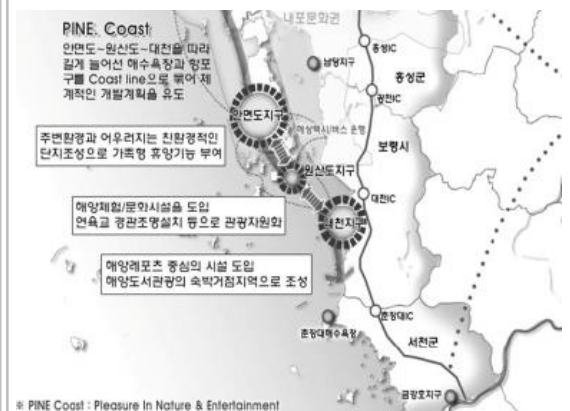 내포문화권
PINE. Coast
안면도~원산도~대천을 따라
길게 늘어선 해수욕장과 항포
구를 Coast line으로 묶어 체
계적인 개발계획을 유도
홍성IC
남당지구
홍성군
광천IC
안면도지구
해상택시/버스 운행
보령시
주변환경과 어우러지는 친환경적인
단지조성으로 가족형 휴양기능 부여
원산도지구
대천IC
해양체험/문화시설을 도입
연육교 경관조명설치 등으로 관광자원화
대천지구
해양레포츠 중심의 시설 도입
해양도서관광의 숙박거점지역으로 조성
춘장대IC
춘장대해수욕장
서천군
금강호지구
※ PINE Coast : Pleasure In Nature & Entertainment